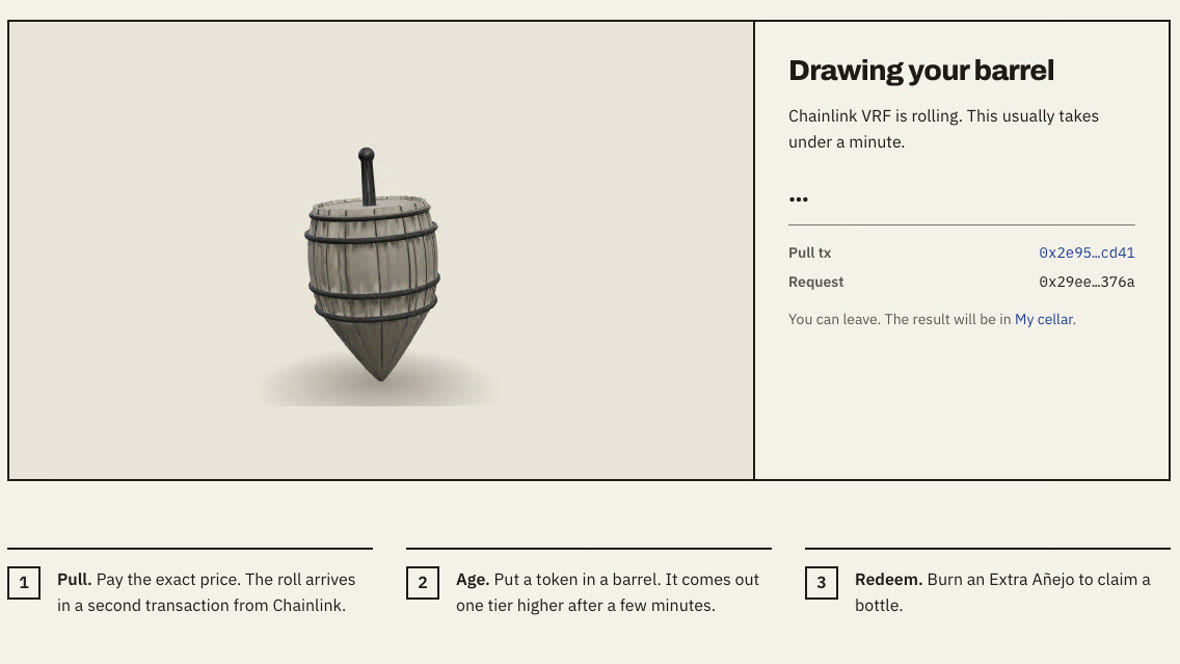 Drawing your barrel
Chainlink VRF is rolling. This usually takes
under a minute.
...
Pull tx 0x2e95…cd41
Request 0x29ee…376a
You can leave. The result will be in My cellar.
1 Pull. Pay the exact price. The roll arrives
in a second transaction from Chainlink.
2 Age. Put a token in a barrel. It comes out
one tier higher after a few minutes.
3 Redeem. Burn an Extra Añejo to claim a
bottle.